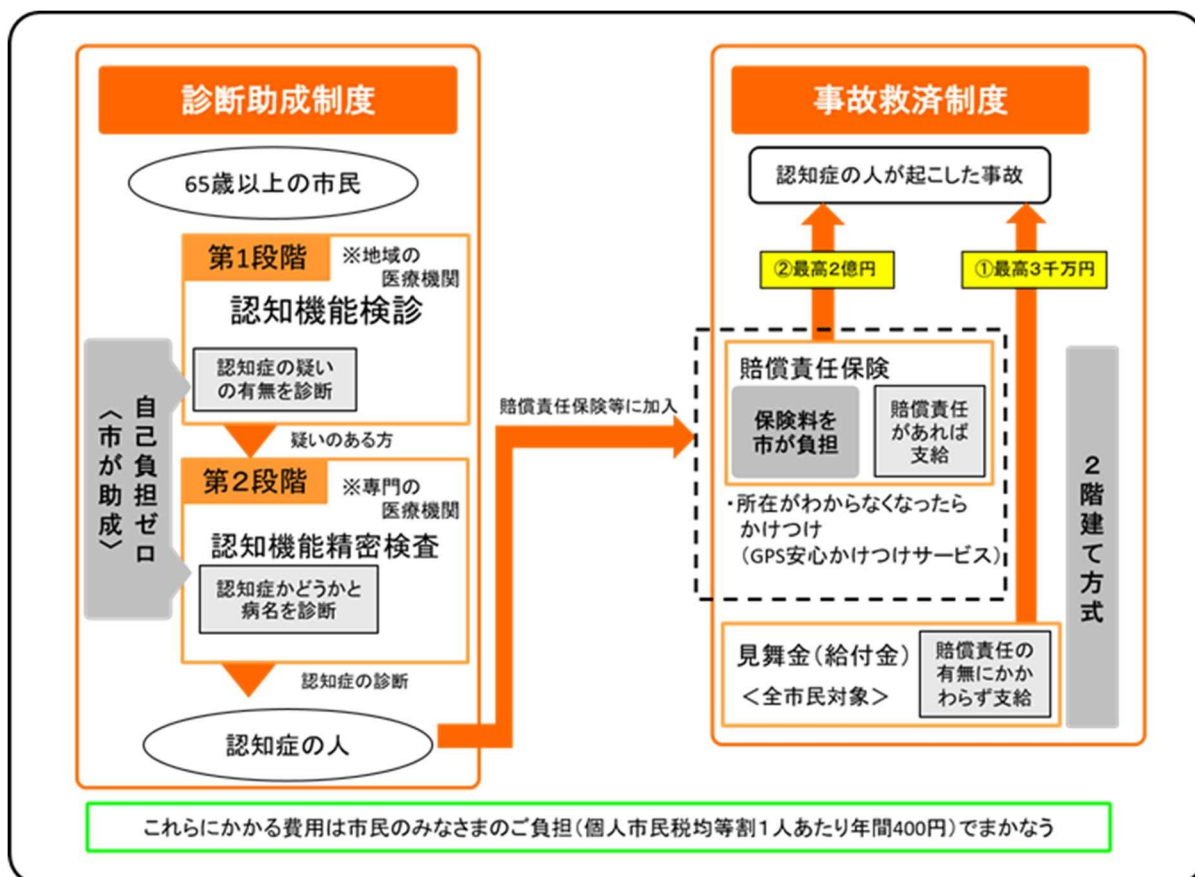 診断助成制度
65歳以上の市民
第1段階
※地域の
医療機関
認知機能検診
認知症の疑い
の有無を診断
自己負担ゼロ
〈市が助成〉
疑いのある方
第2段階
※専門の
医療機関
認知機能精密検査
認知症かどうかと
病名を診断
認知症の診断
認知症の人
賠償責任保険等に加入
事故救済制度
認知症の人が起こした事故
②最高2億円
①最高3千万円
賠償責任保険
保険料を
市が負担
賠償責任
があれば
支給
・所在がわからなくなったら
かけつけ
(GPS安心かけつけサービス)
2階建て方式
見舞金(給付金)
<全市民対象>
賠償責任の
有無にかか
わらず支給
これらにかかる費用は市民のみなさまのご負担(個人市民税均等割1人あたり年間400円)でまかなう